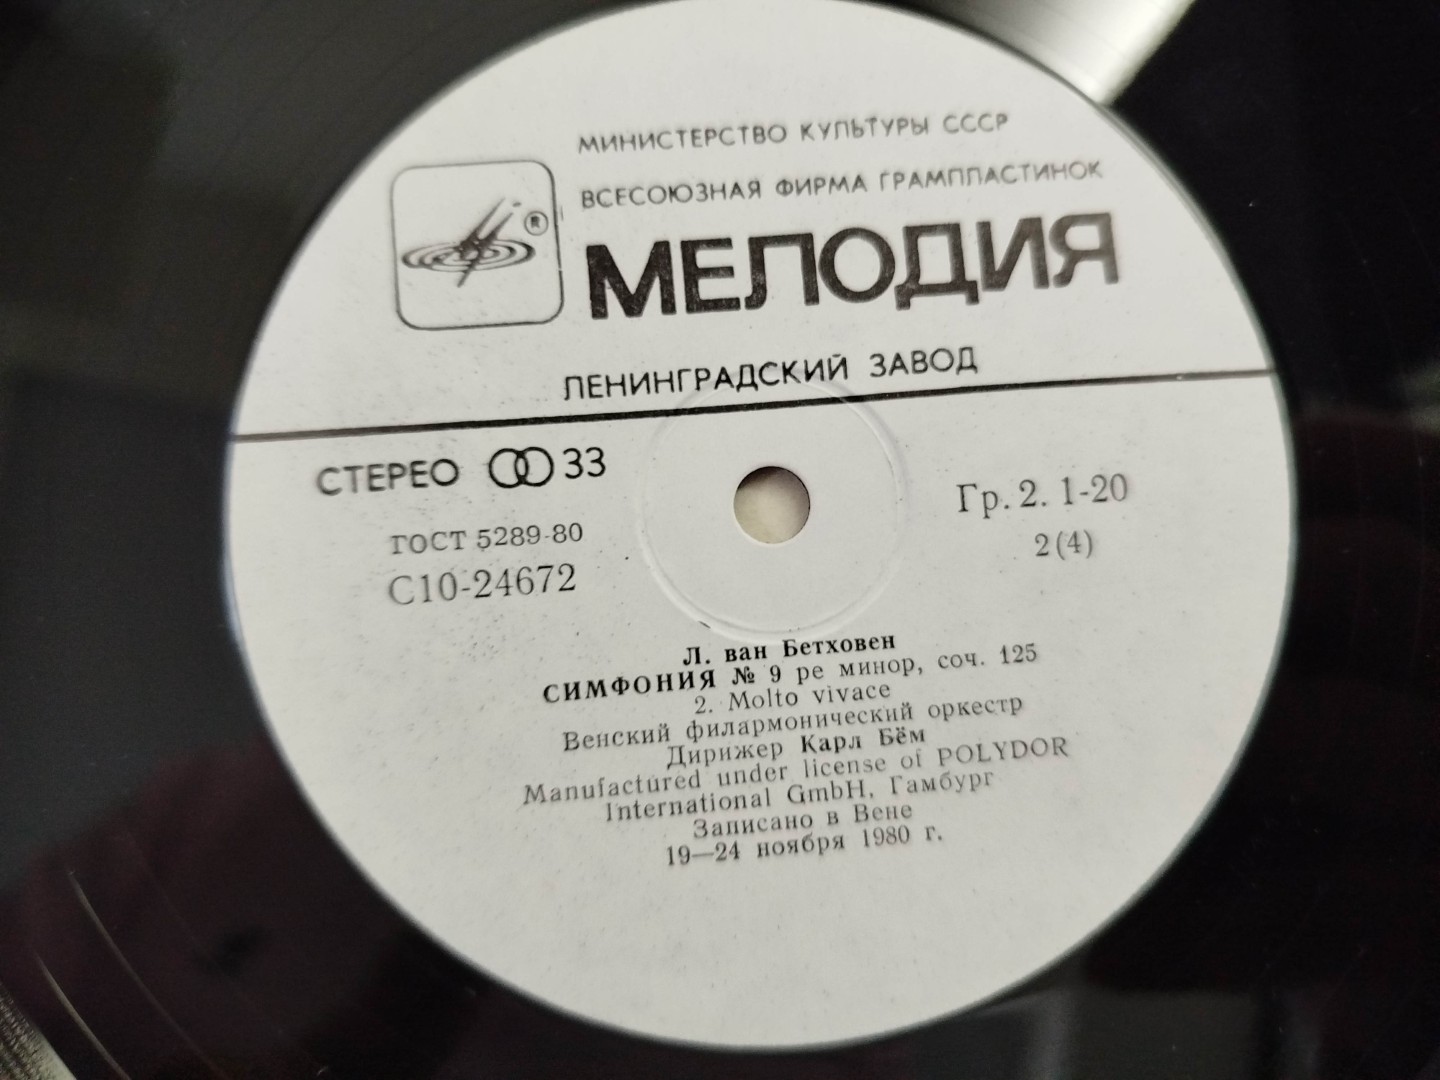 МИНИСТЕРСТВО КУЛЬТУРЫ СССР
ВСЕСОЮЗНАЯ ФИРМА ГРАМПЛАСТИНОК
®
МЕЛОДИЯ
ЛЕНИНГРАДСКИЙ ЗАВОД
СТЕРЕО 33
ГОСТ 5289-80
С10-24672
Гр. 2. 1-20
2(4)
Л. ван Бетховен
СИМФОНИЯ № 9 ре минор, соч. 125
2. Molto vivace
Венский филармонический оркестр
Дирижер Карл Бём
Manufactured under license of POLYDOR
International GmbH, Гамбург
Записано в Вене
19—24 ноября 1980 г.